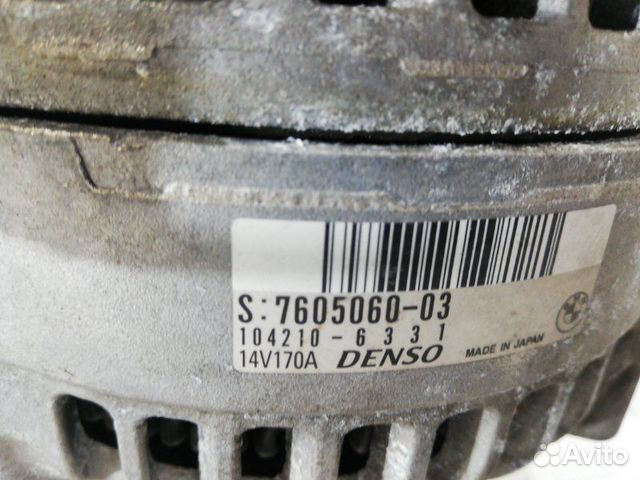 S:7605060-03
104210-6331
14V170A DENSO MADE IN JAPAN
Avito